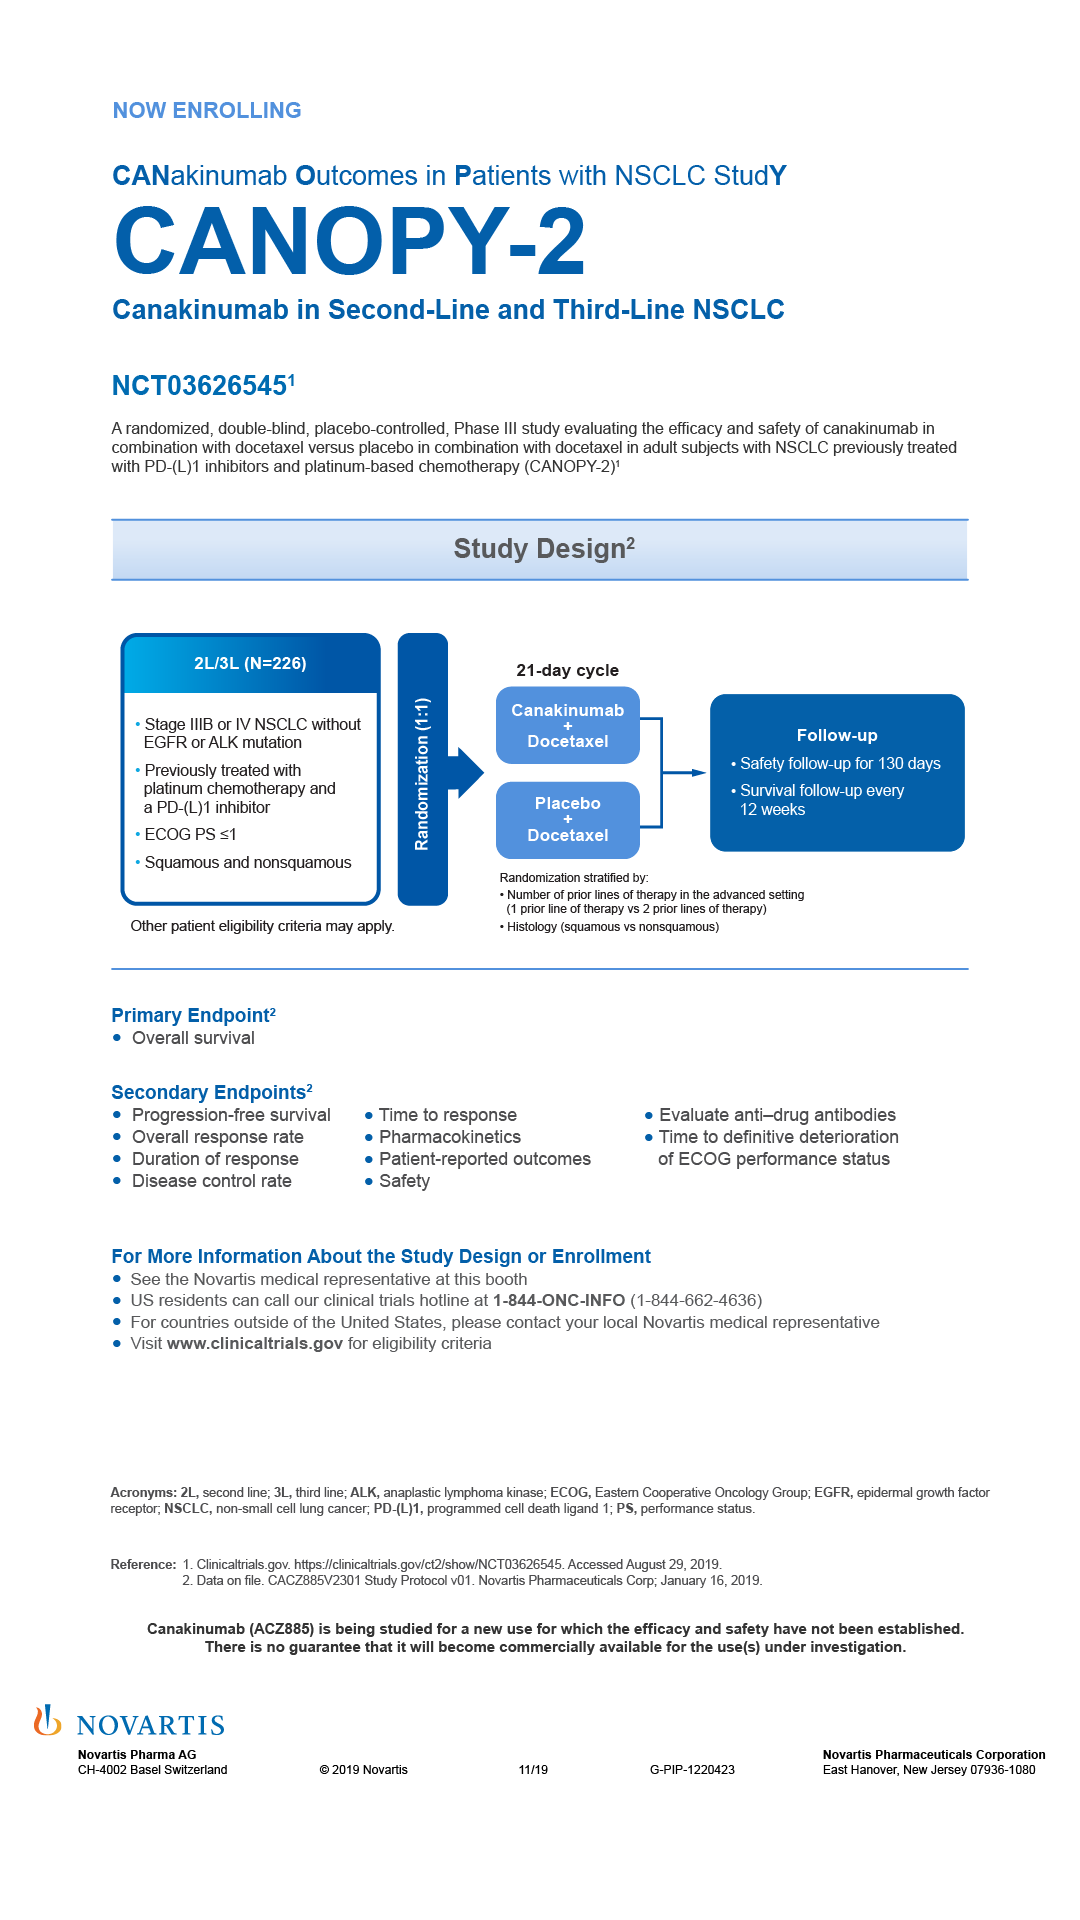 NOW ENROLLING
CANakinumab Outcomes in Patients with NSCLC StudY
CANOPY-2
Canakinumab in Second-Line and Third-Line NSCLC
NCT03626545¹
A randomized, double-blind, placebo-controlled, Phase III study evaluating the efficacy and safety of canakinumab in
combination with docetaxel versus placebo in combination with docetaxel in adult subjects with NSCLC previously treated
with PD-(L)1 inhibitors and platinum-based chemotherapy (CANOPY-2)¹
Study Design²
2L/3L (N=226)
• Stage IIIB or IV NSCLC without
EGFR or ALK mutation
• Previously treated with
platinum chemotherapy and
a PD-(L)1 inhibitor
• ECOG PS ≤1
• Squamous and nonsquamous
Other patient eligibility criteria may apply.
Randomization (1:1)
21-day cycle
Canakinumab
+
Docetaxel
Placebo
+
Docetaxel
Randomization stratified by:
• Number of prior lines of therapy in the advanced setting
(1 prior line of therapy vs 2 prior lines of therapy)
• Histology (squamous vs nonsquamous)
Follow-up
• Safety follow-up for 130 days
• Survival follow-up every
12 weeks
Primary Endpoint²
• Overall survival
Secondary Endpoints²
• Progression-free survival
• Overall response rate
• Duration of response
• Disease control rate
• Time to response
• Pharmacokinetics
• Patient-reported outcomes
• Safety
• Evaluate anti–drug antibodies
• Time to definitive deterioration
of ECOG performance status
For More Information About the Study Design or Enrollment
• See the Novartis medical representative at this booth
• US residents can call our clinical trials hotline at 1-844-ONC-INFO (1-844-662-4636)
• For countries outside of the United States, please contact your local Novartis medical representative
• Visit www.clinicaltrials.gov for eligibility criteria
Acronyms: 2L, second line; 3L, third line; ALK, anaplastic lymphoma kinase; ECOG, Eastern Cooperative Oncology Group; EGFR, epidermal growth factor
receptor; NSCLC, non-small cell lung cancer; PD-(L)1, programmed cell death ligand 1; PS, performance status.
Reference: 1. Clinicaltrials.gov. https://clinicaltrials.gov/ct2/show/NCT03626545. Accessed August 29, 2019.
2. Data on file. CACZ885V2301 Study Protocol v01. Novartis Pharmaceuticals Corp; January 16, 2019.
Canakinumab (ACZ885) is being studied for a new use for which the efficacy and safety have not been established.
There is no guarantee that it will become commercially available for the use(s) under investigation.
NOVARTIS
Novartis Pharma AG
CH-4002 Basel Switzerland
© 2019 Novartis
11/19
G-PIP-1220423
Novartis Pharmaceuticals Corporation
East Hanover, New Jersey 07936-1080